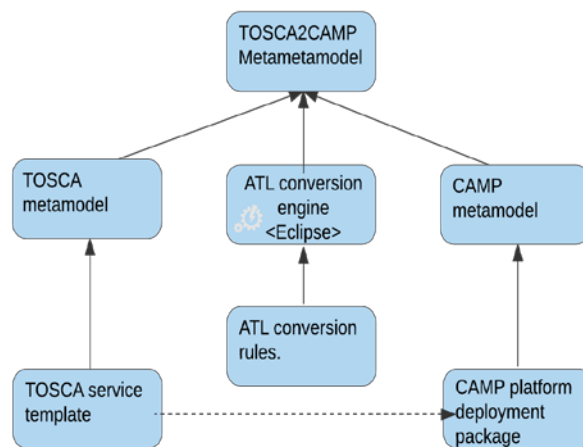 TOSCA2CAMP
Metametamodel
TOSCA
metamodel
ATL conversion
engine
<Eclipse>
CAMP
metamodel
ATL conversion
rules.
TOSCA service
template
CAMP platform
deployment
package